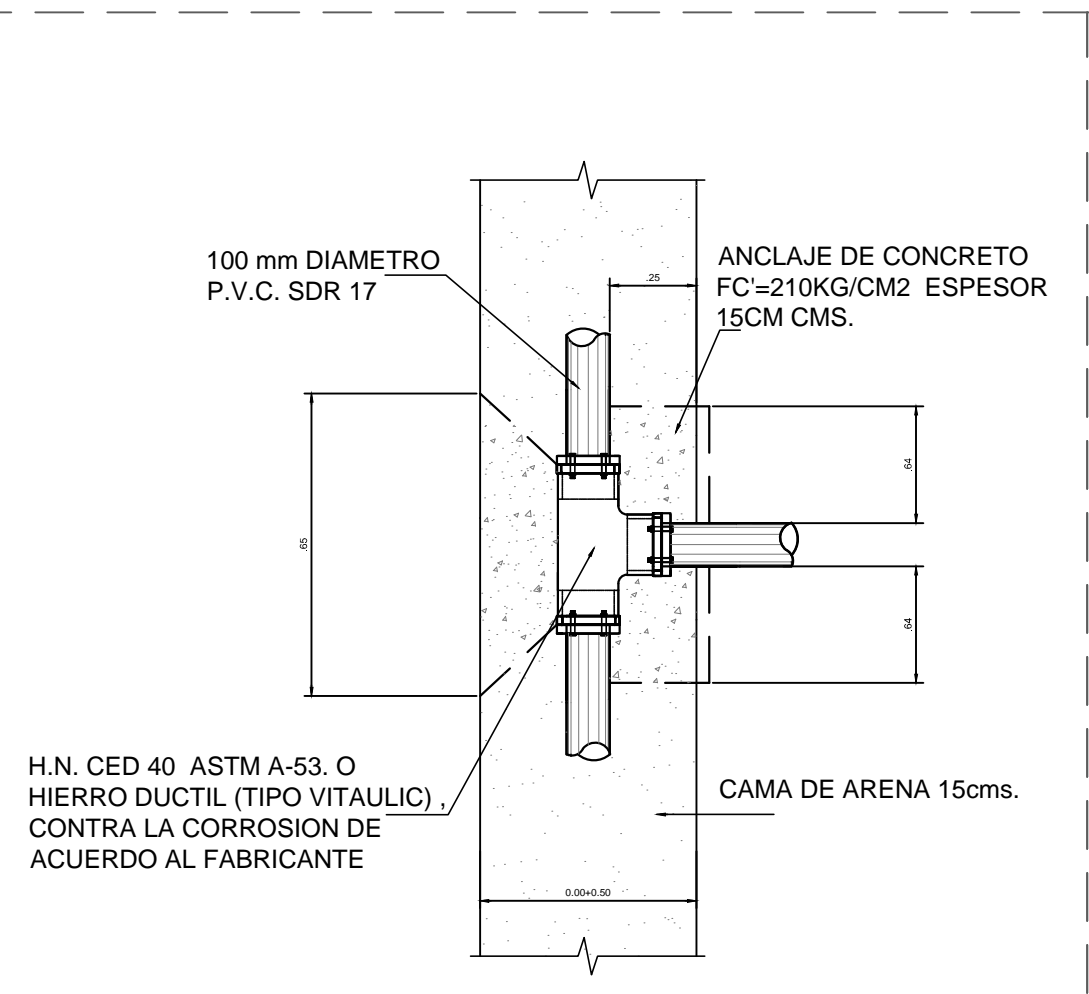 100 mm DIAMETRO
P.V.C. SDR 17
ANCLAJE DE CONCRETO
FC'=210KG/CM2 ESPESOR
15CM CMS.
.25
.64
.65
.64
H.N. CED 40 ASTM A-53. O
HIERRO DUCTIL (TIPO VITAULIC) ,
CONTRA LA CORROSION DE
ACUERDO AL FABRICANTE
CAMA DE ARENA 15cms.
0.00+0.50